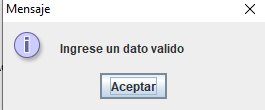 Mensaje
Ingrese un dato valido
Aceptar